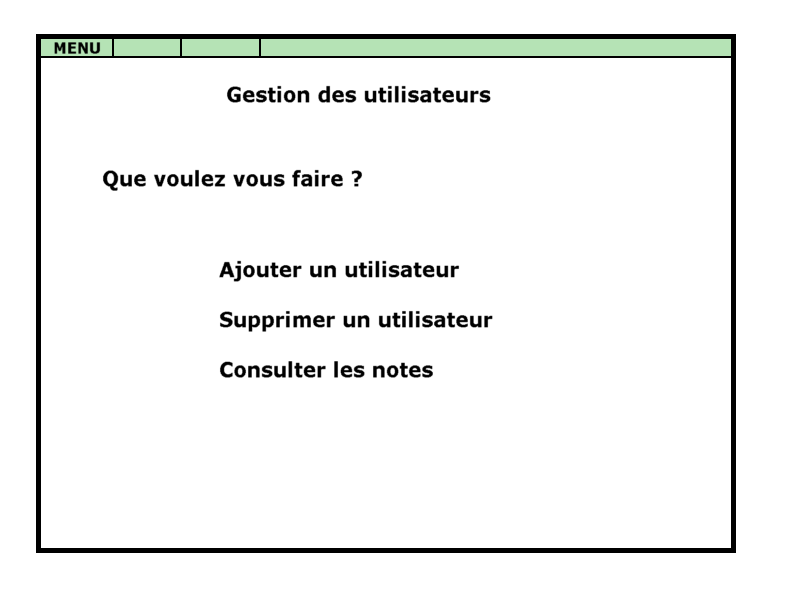 MENU
Gestion des utilisateurs
Que voulez vous faire ?
Ajouter un utilisateur
Supprimer un utilisateur
Consulter les notes